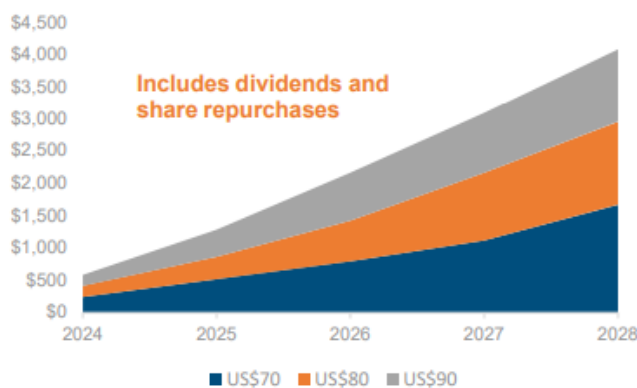 $4,500
$4,000
Includes dividends and
share repurchases
$3,500
$3,000
$2,500
$2,000
$1,500
$1,000
$500
$0
2024 2025 2026 2027 2028
US$70 US$80 US$90